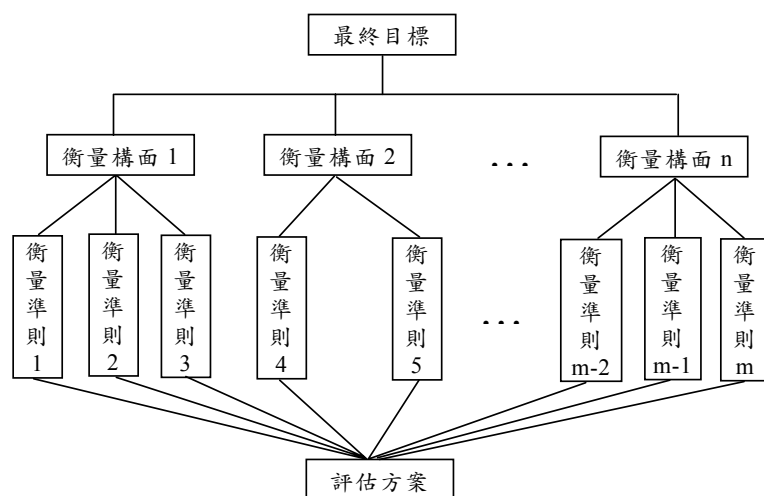 最終目標
衡量構面 1
衡量構面 2
...
衡量構面 n
衡量準則 1
衡量準則 2
衡量準則 3
衡量準則 4
衡量準則 5
...
衡量準則 m-2
衡量準則 m-1
衡量準則 m
評估方案